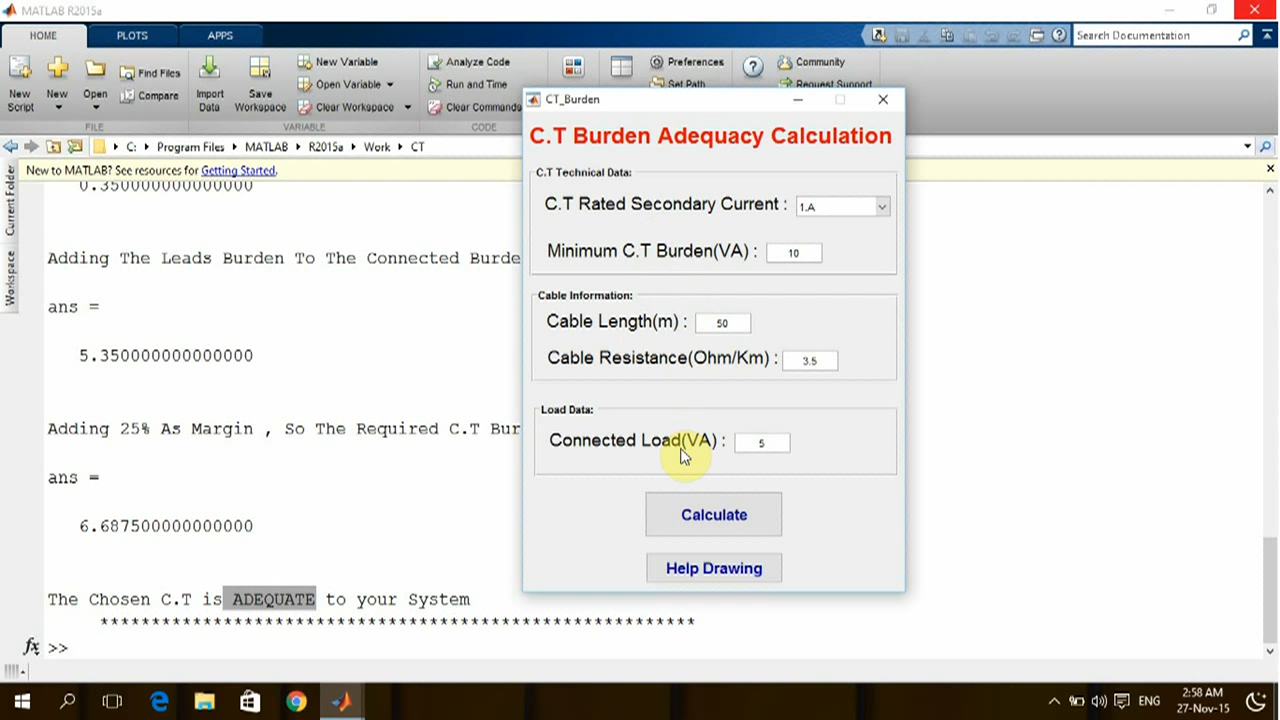 MATLAB R2015a
HOME PLOTS APPS
Search Documentation
New Script
New
Open
Find Files
Compare
Import Data
Save Workspace
New Variable
Open Variable
Clear Workspace
Analyze Code
Run and Time
Clear Commands
Preferences
Set Path
Community
Request Support
FILE VARIABLE CODE
C: Program Files MATLAB R2015a Work CT
New to MATLAB? See resources for Getting Started.
Current Folder
Workspace
0.350000000000000
Adding The Leads Burden To The Connected Burde
ans =
5.350000000000000
Adding 25% As Margin , So The Required C.T Bur
ans =
6.687500000000000
The Chosen C.T is ADEQUATE to your System
*********************************************************
fx >>
CT_Burden
C.T Burden Adequacy Calculation
C.T Technical Data:
C.T Rated Secondary Current : 1.A
Minimum C.T Burden(VA) : 10
Cable Information:
Cable Length(m) : 50
Cable Resistance(Ohm/Km) : 3.5
Load Data:
Connected Load(VA) : 5
Calculate
Help Drawing
ENG
2:58 AM
27-Nov-15